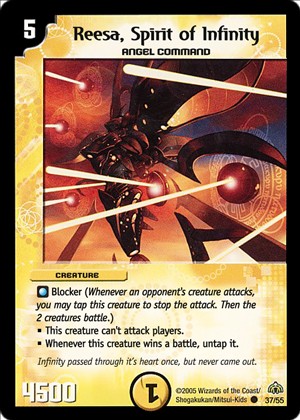 5
Reesa, Spirit of Infinity
ANGEL COMMAND
CREATURE
Blocker (Whenever an opponent's creature attacks,
you may tap this creature to stop the attack. Then the
2 creatures battle.)
▪ This creature can't attack players.
▪ Whenever this creature wins a battle, untap it.
Infinity passed through it's heart once, but never came out.
4500
1
©2005 Wizards of the Coast/
Shogakukan/Mitsui-Kids
37/55